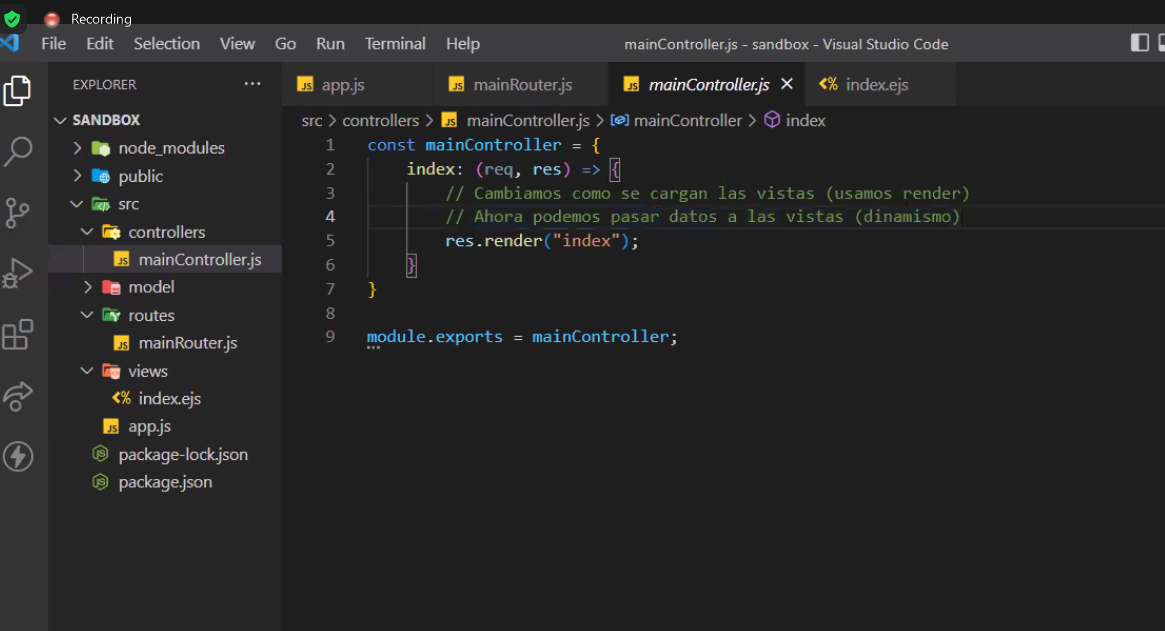 Recording
File Edit Selection View Go Run Terminal Help mainController.js - sandbox - Visual Studio Code
EXPLORER ···
SANDBOX
node_modules
public
src
controllers
mainController.js
model
routes
mainRouter.js
views
index.ejs
app.js
package-lock.json
package.json
JS app.js JS mainRouter.js JS mainController.js × <% index.ejs
src > controllers > JS mainController.js > mainController > index
1 const mainController = {
2 index: (req, res) => {
3 // Cambiamos como se cargan las vistas (usamos render)
4 // Ahora podemos pasar datos a las vistas (dinamismo)
5 res.render("index");
6 }
7 }
8
9 module.exports = mainController;